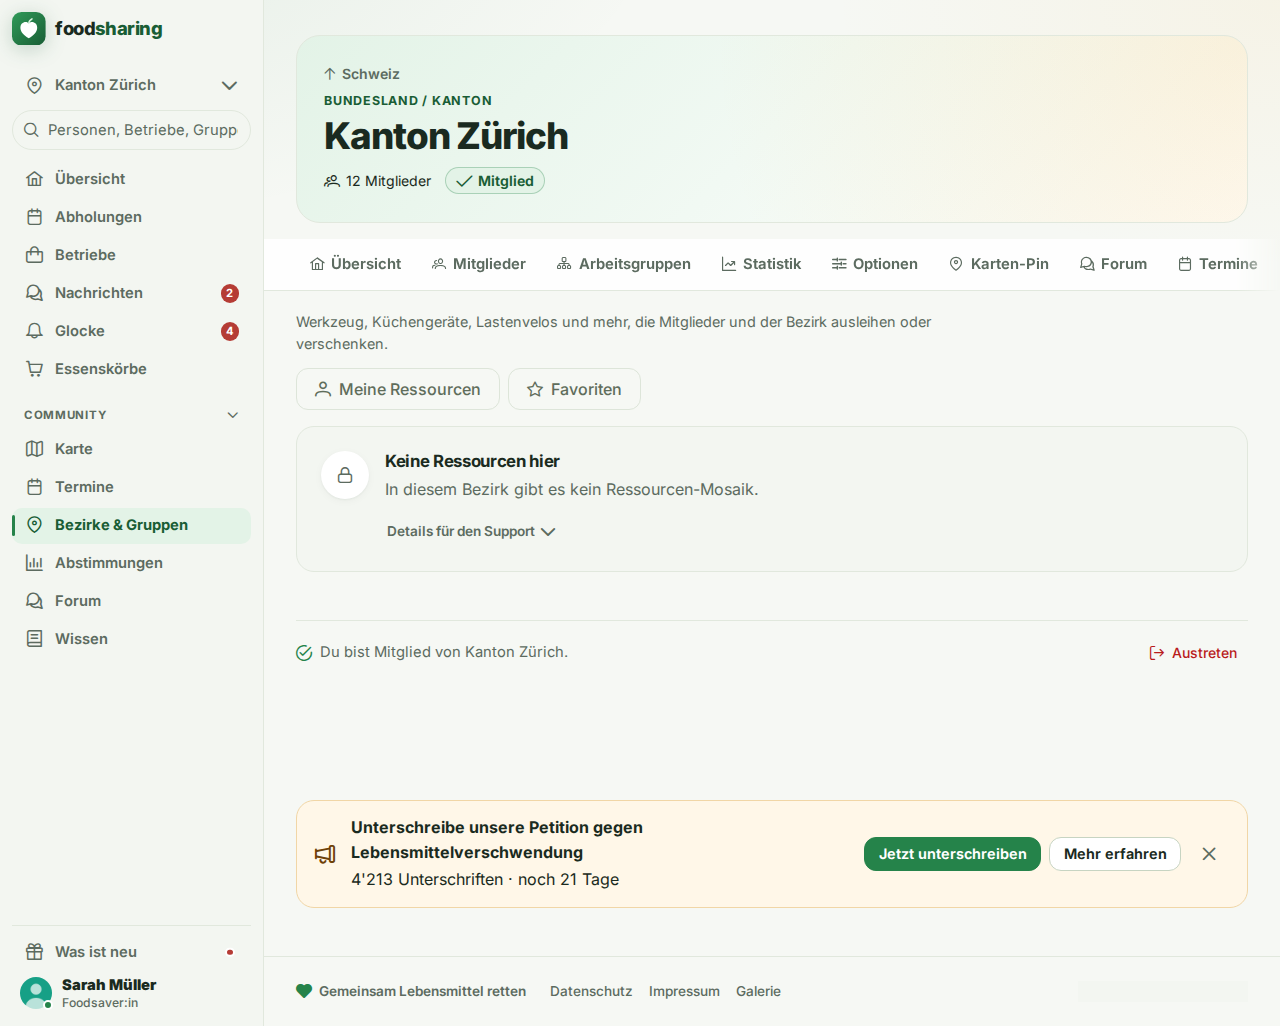 foodsharing
Kanton Zürich
Personen, Betriebe, Grupp
Übersicht
Abholungen
Betriebe
Nachrichten 2
Glocke 4
Essenskörbe
COMMUNITY
Karte
Termine
Bezirke & Gruppen
Abstimmungen
Forum
Wissen
Was ist neu
Sarah Müller
Foodsaver:in
Schweiz
BUNDESLAND / KANTON
Kanton Zürich
12 Mitglieder Mitglied
Übersicht Mitglieder Arbeitsgruppen Statistik Optionen Karten-Pin Forum Termine
Werkzeug, Küchengeräte, Lastenvelos und mehr, die Mitglieder und der Bezirk ausleihen oder
verschenken.
Meine Ressourcen Favoriten
Keine Ressourcen hier
In diesem Bezirk gibt es kein Ressourcen-Mosaik.
Details für den Support
Du bist Mitglied von Kanton Zürich. Austreten
Unterschreibe unsere Petition gegen
Lebensmittelverschwendung
4'213 Unterschriften · noch 21 Tage
Jetzt unterschreiben Mehr erfahren
Gemeinsam Lebensmittel retten Datenschutz Impressum Galerie